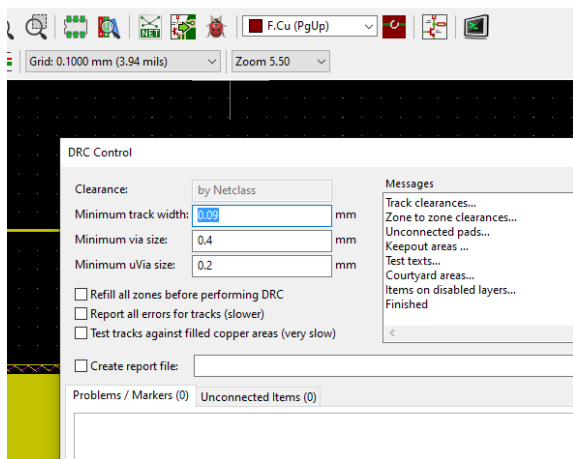 NET
F.Cu (PgUp)
Grid: 0.1000 mm (3.94 mils)
Zoom 5.50
DRC Control
Clearance:
by Netclass
Minimum track width:
0.09
mm
Minimum via size:
0.4
mm
Minimum uVia size:
0.2
mm
Refill all zones before performing DRC
Report all errors for tracks (slower)
Test tracks against filled copper areas (very slow)
Create report file:
Messages
Track clearances...
Zone to zone clearances...
Unconnected pads...
Keepout areas ...
Test texts...
Courtyard areas...
Items on disabled layers...
Finished
Problems / Markers (0)
Unconnected Items (0)